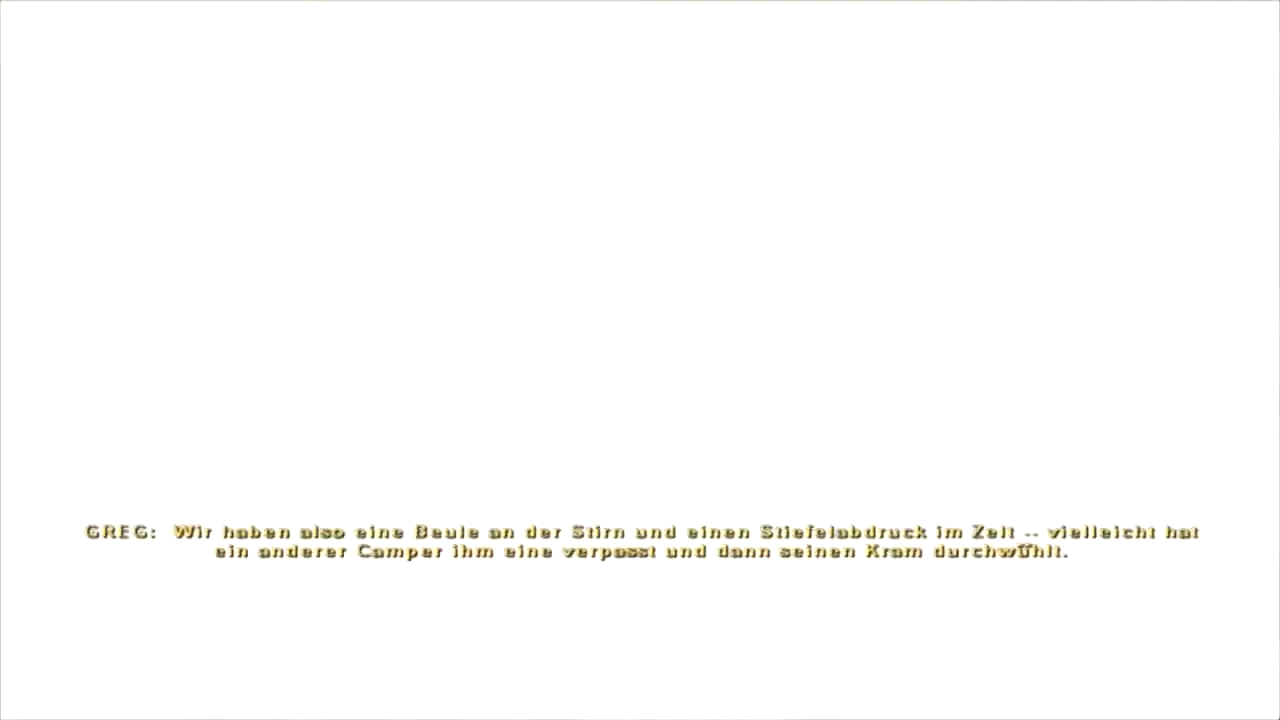 GREG: Wir haben also eine Beule an der Stirn und einen Stiefelabdruck im Zelt -- vielleicht hat
ein anderer Camper ihm eine verpasst und dann seinen Kram durchwühlt.